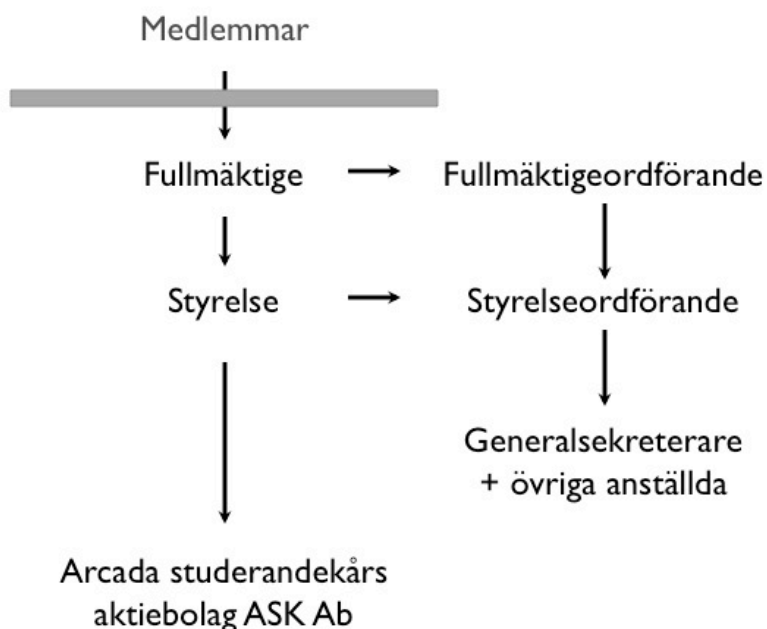 Medlemmar
Fullmäktige
Fullmäktigeordförande
Styrelse
Styrelseordförande
Generalsekreterare
+ övriga anställda
Arcada studerandekårs
aktiebolag ASK Ab